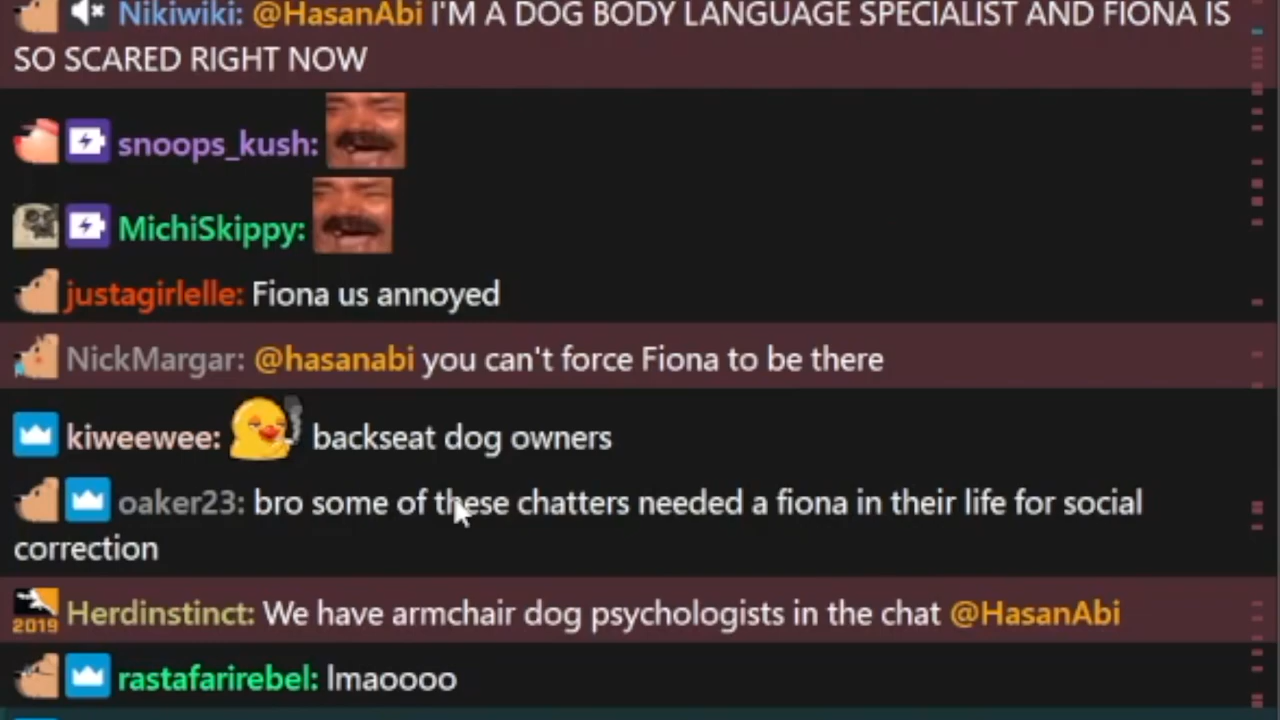 Nikiwiki: @HasanAbi I'M A DOG BODY LANGUAGE SPECIALIST AND FIONA IS
SO SCARED RIGHT NOW
snoops_kush:
MichiSkippy:
justagirlelle: Fiona us annoyed
NickMargar: @hasanabi you can't force Fiona to be there
kiweewee: backseat dog owners
oaker23: bro some of these chatters needed a fiona in their life for social
correction
2019 Herdinstinct: We have armchair dog psychologists in the chat @HasanAbi
rastafarirebel: lmaoooo